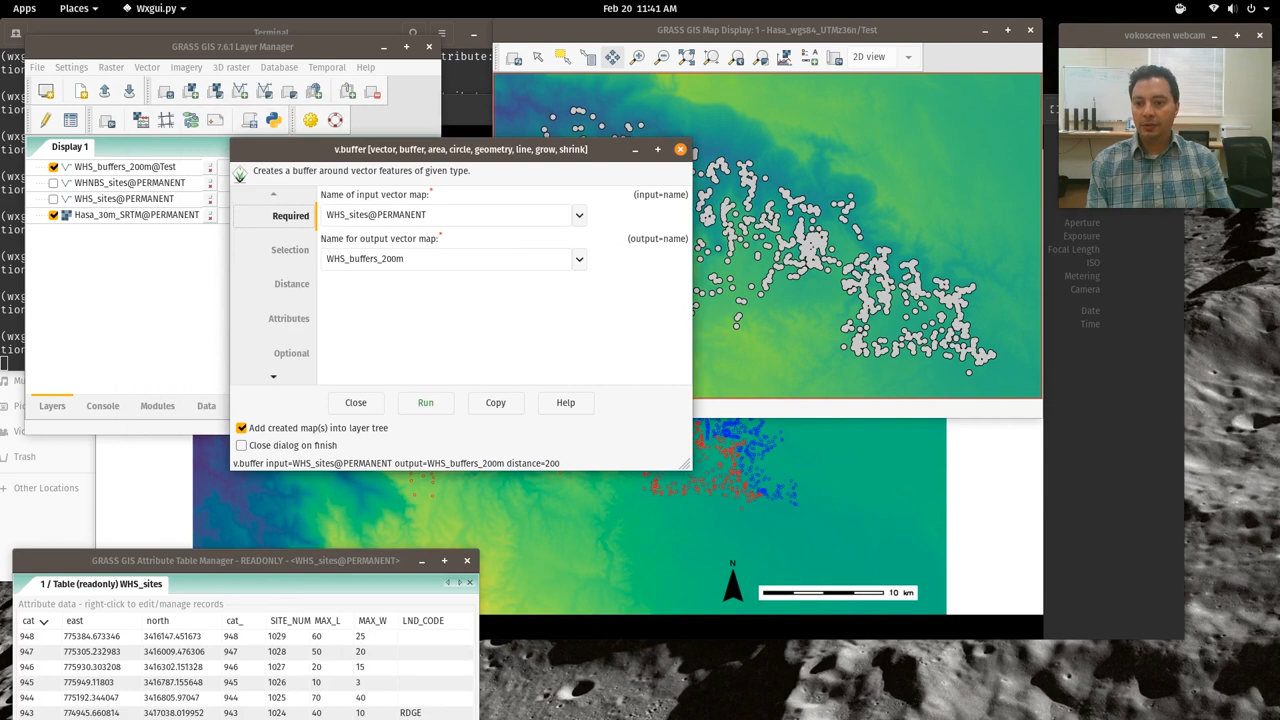 Apps Places Wxgui.py Feb 20 11:41 AM
Terminal
GRASS GIS 7.6.1 Layer Manager
File Settings Raster Vector Imagery 3D raster Database Temporal Help
Display 1
WHS_buffers_200m@Test
WHNBS_sites@PERMANENT
WHS_sites@PERMANENT
Hasa_30m_SRTM@PERMANENT
Layers Console Modules Data
GRASS GIS Map Display: 1 - Hasa_wgs84_UTMz36n/Test
2D view
vokoscreen webcam
v.buffer [vector, buffer, area, circle, geometry, line, grow, shrink]
Creates a buffer around vector features of given type.
Required
Selection
Distance
Attributes
Optional
Name of input vector map:* (input=name)
WHS_sites@PERMANENT
Name for output vector map:* (output=name)
WHS_buffers_200m
Close Run Copy Help
Add created map(s) into layer tree
Close dialog on finish
v.buffer input=WHS_sites@PERMANENT output=WHS_buffers_200m distance=200
Aperture
Exposure
Focal Length
ISO
Metering
Camera
Date
Time
Trash
Other Locations
N
10 km
GRASS GIS Attribute Table Manager - READONLY - <WHS_sites@PERMANENT>
1 / Table (readonly) WHS_sites
Attribute data - right-click to edit/manage records
cat east north cat_ SITE_NUM MAX_L MAX_W LND_CODE
948 775384.673346 3416147.451673 948 1029 60 25
947 775305.232983 3416009.476306 947 1028 50 20
946 775930.303208 3416302.151328 946 1027 20 15
945 775949.11803 3416787.155648 945 1026 10 3
944 775192.344047 3416805.97047 944 1025 70 40
943 774945.660814 3417038.019952 943 1024 40 10 RDGE